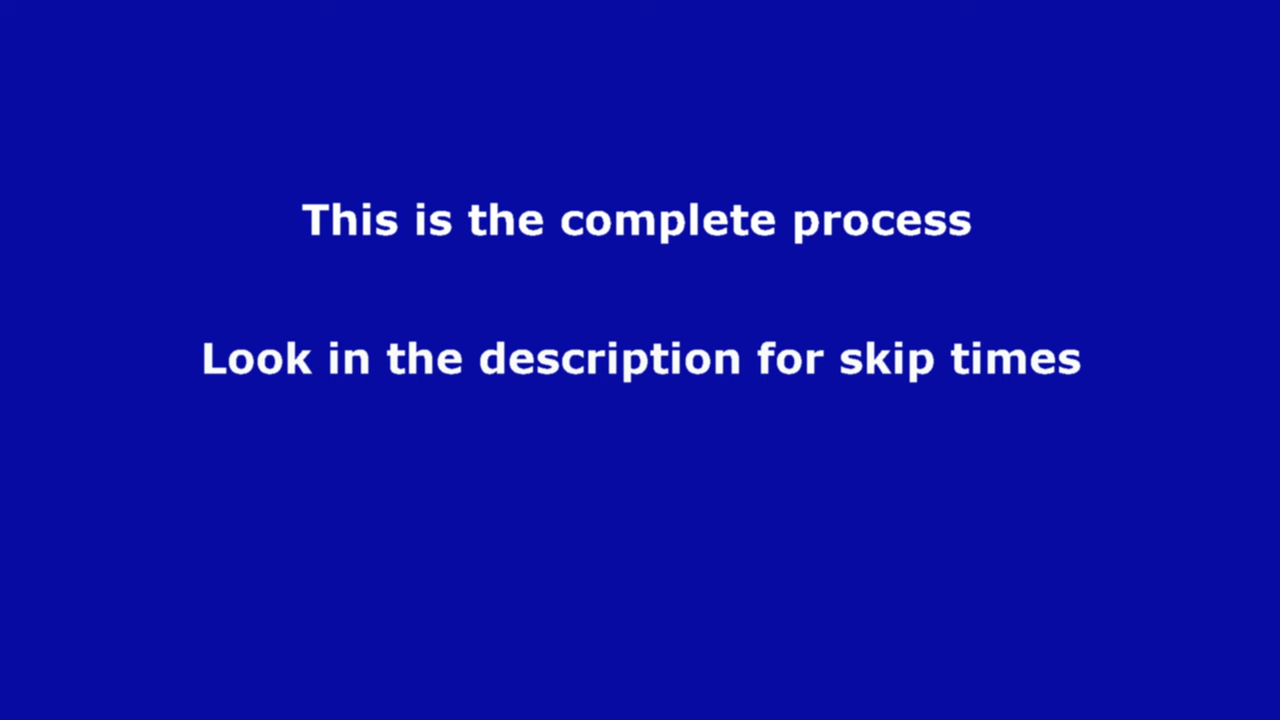 This is the complete process
Look in the description for skip times